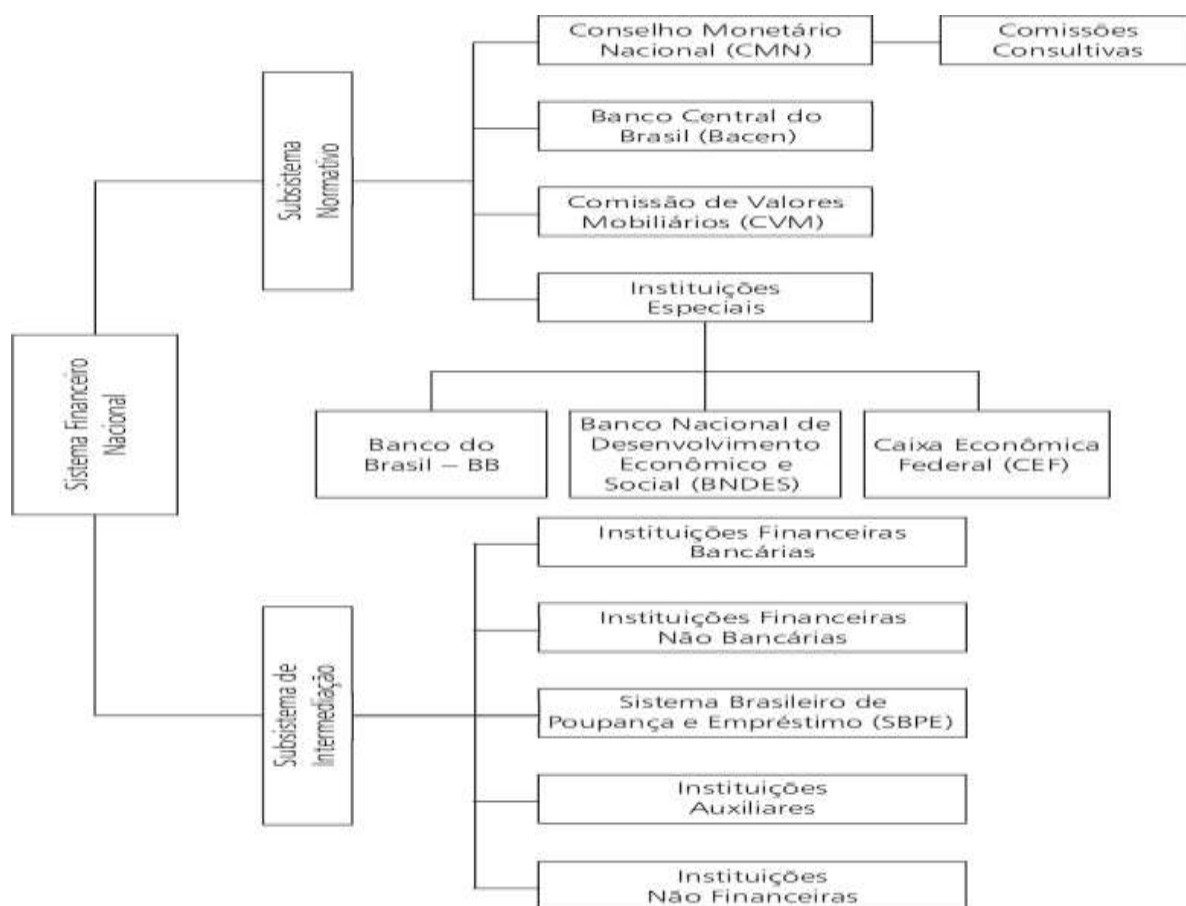 Sistema Financeiro
Nacional
Subsistema
Normativo
Conselho Monetário
Nacional (CMN)
Comissões
Consultivas
Banco Central do
Brasil (Bacen)
Comissão de Valores
Mobiliários (CVM)
Instituições
Especiais
Banco do
Brasil – BB
Banco Nacional de
Desenvolvimento
Econômico e
Social (BNDES)
Caixa Econômica
Federal (CEF)
Subsistema de
Intermediação
Instituições Financeiras
Bancárias
Instituições Financeiras
Não Bancárias
Sistema Brasileiro de
Poupança e Empréstimo (SBPE)
Instituições
Auxiliares
Instituições
Não Financeiras